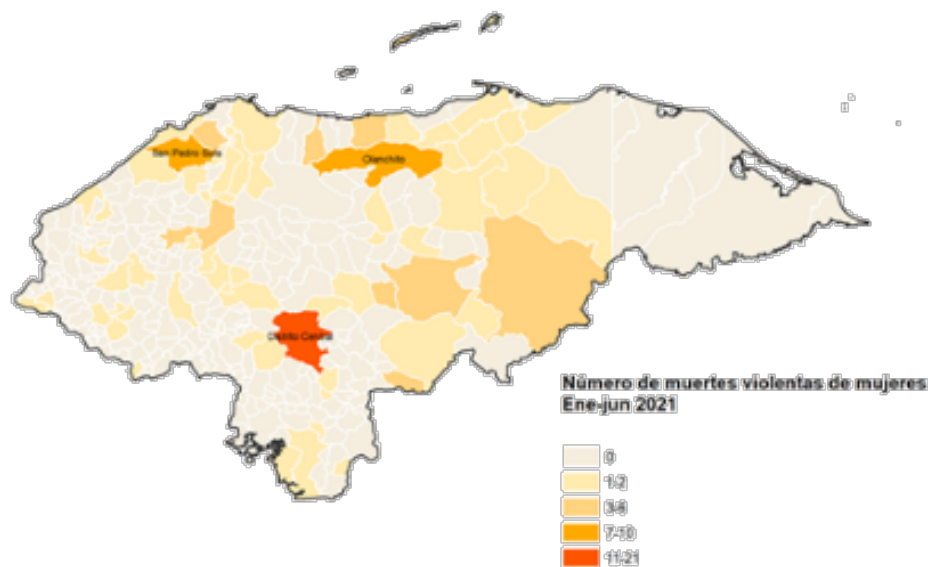 San Pedro Sula
Olanchito
Distrito Central
Número de muertes violentas de mujeres
Ene-jun 2021
0
1-2
3-6
7-10
11-21